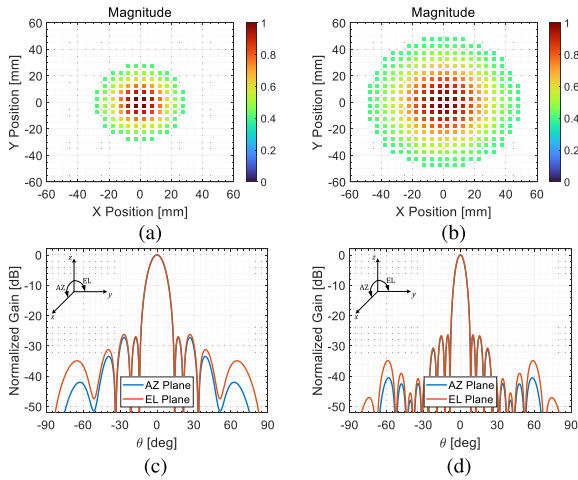 Magnitude
60
40
20
0
-20
-40
-60
Y Position [mm]
-60 -40 -20 0 20 40 60
X Position [mm]
1
0.8
0.6
0.4
0.2
0
(a)
Magnitude
60
40
20
0
-20
-40
-60
Y Position [mm]
-60 -40 -20 0 20 40 60
X Position [mm]
1
0.8
0.6
0.4
0.2
0
(b)
0
-10
-20
-30
-40
-50
Normalized Gain [dB]
z
AZ
EL
y
x
AZ Plane
EL Plane
-90 -60 -30 0 30 60 90
θ [deg]
(c)
0
-10
-20
-30
-40
-50
Normalized Gain [dB]
z
AZ
EL
y
x
AZ Plane
EL Plane
-90 -60 -30 0 30 60 90
θ [deg]
(d)